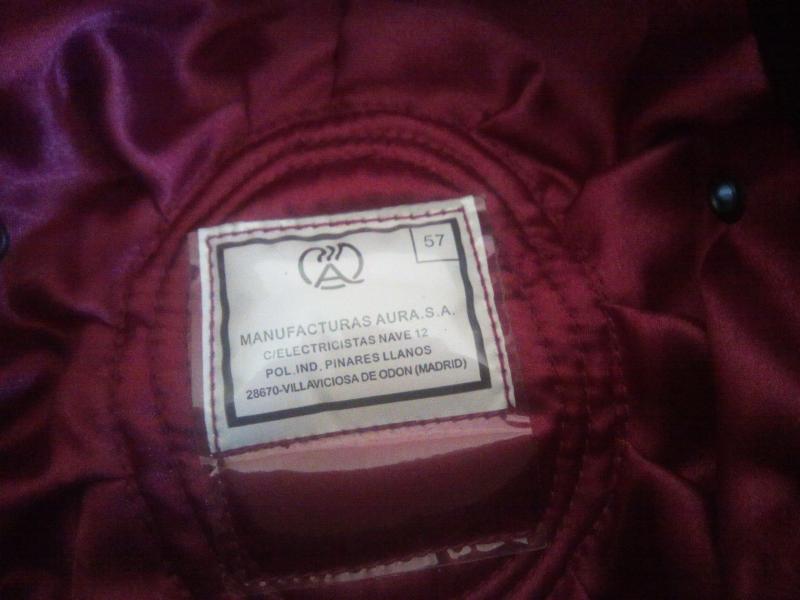 57
MANUFACTURAS AURA.S.A.
C/ELECTRICISTAS NAVE 12
POL.IND. PINARES LLANOS
28670-VILLAVICIOSA DE ODON (MADRID)